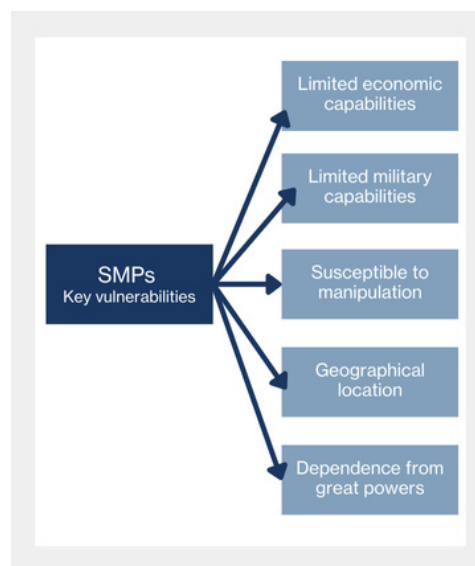 SMPs
Key vulnerabilities
Limited economic
capabilities
Limited military
capabilities
Susceptible to
manipulation
Geographical
location
Dependence from
great powers